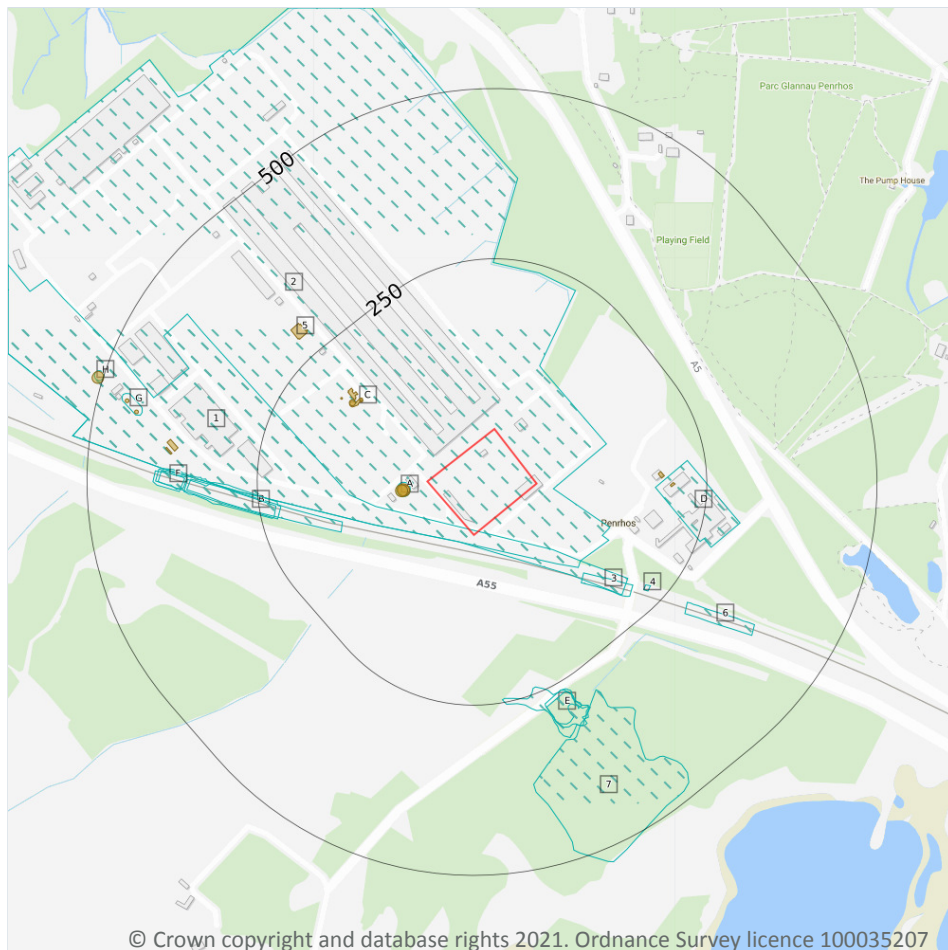 Parc Glannau Penrhos
500
The Pump House
Playing Field
2
250
5
A5
H
G
C
1
F
A
B
D
Penrhos
A55
3
4
6
E
7
© Crown copyright and database rights 2021. Ordnance Survey licence 100035207